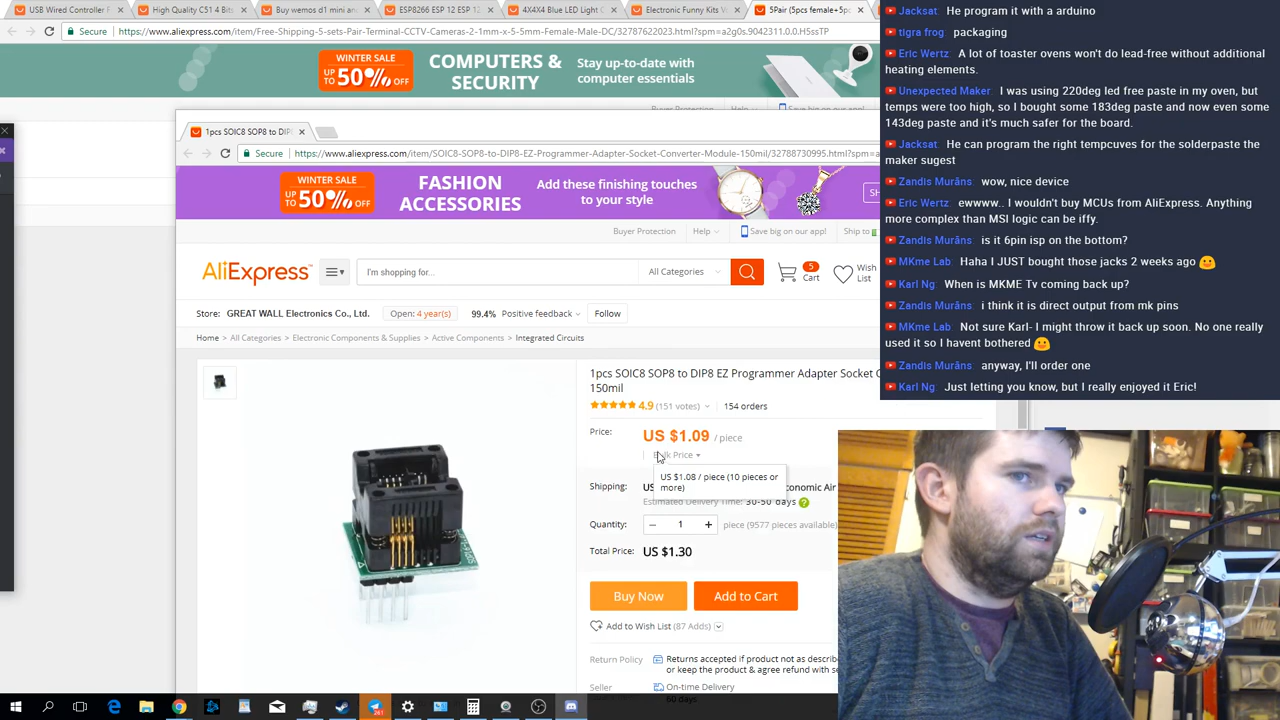 USB Wired Controller F
High Quality C51 4 Bits
Buy wemos d1 mini and
ESP8266 ESP 12 ESP 12
4X4X4 Blue LED Light C
Electronic Funny Kits V
5Pair (5pcs female+5pc
Secure
https://www.aliexpress.com/item/Free-Shipping-5-sets-Pair-Terminal-CCTV-Cameras-2-1mm-x-5-5mm-Female-Male-DC/32787622023.html?spm=a2g0s.9042311.0.0.H5ssTP
WINTER SALE
UP TO 50% OFF
COMPUTERS &
SECURITY
Stay up-to-date with
computer essentials
Buyer Protection
Help
Save big on our app!
1pcs SOIC8 SOP8 to DIP8
Secure
https://www.aliexpress.com/item/SOIC8-SOP8-to-DIP8-EZ-Programmer-Adapter-Socket-Converter-Module-150mil/32788730995.html?spm=a
WINTER SALE
UP TO 50% OFF
FASHION
ACCESSORIES
Add these finishing touches
to your style
SH
Buyer Protection
Help
Save big on our app!
Ship to
AliExpress
I'm shopping for...
All Categories
5
Cart
Wish
List
Store:
GREAT WALL Electronics Co., Ltd.
Open: 4 year(s)
99.4% Positive feedback
Follow
Home > All Categories > Electronic Components & Supplies > Active Components > Integrated Circuits
1pcs SOIC8 SOP8 to DIP8 EZ Programmer Adapter Socket C
150mil
4.9 (151 votes)
154 orders
Price:
US $1.09 / piece
Bulk Price
US $1.08 / piece (10 pieces or
more)
Shipping:
US
conomic Air
Estimated Delivery Time: 30-50 days
Quantity:
1
piece (9577 pieces available)
Total Price:
US $1.30
Buy Now
Add to Cart
Add to Wish List (87 Adds)
Return Policy
Returns accepted if product not as describe
or keep the product & agree refund with se
Seller
On-time Delivery
60 days
Jacksat: He program it with a arduino
tigra frog packaging
Eric Wertz A lot of toaster ovens won't do lead-free without additional
heating elements.
Unexpected Maker I was using 220deg led free paste in my oven, but
temps were too high, so I bought some 183deg paste and now even some
143deg paste and it's much safer for the board.
Jacksat He can program the right tempcuves for the solderpaste the
maker sugest
Zandis Murāns wow, nice device
Eric Wertz ewwww.. I wouldn't buy MCUs from AliExpress. Anything
more complex than MSI logic can be iffy.
Zandis Murāns is it 6pin isp on the bottom?
MKme Lab Haha I JUST bought those jacks 2 weeks ago
Karl Ng When is MKME Tv coming back up?
Zandis Murāns i think it is direct output from mk pins
MKme Lab Not sure Karl- I might throw it back up soon. No one really
used it so I havent bothered
Zandis Murāns anyway, I'll order one
Karl Ng Just letting you know, but I really enjoyed it Eric!